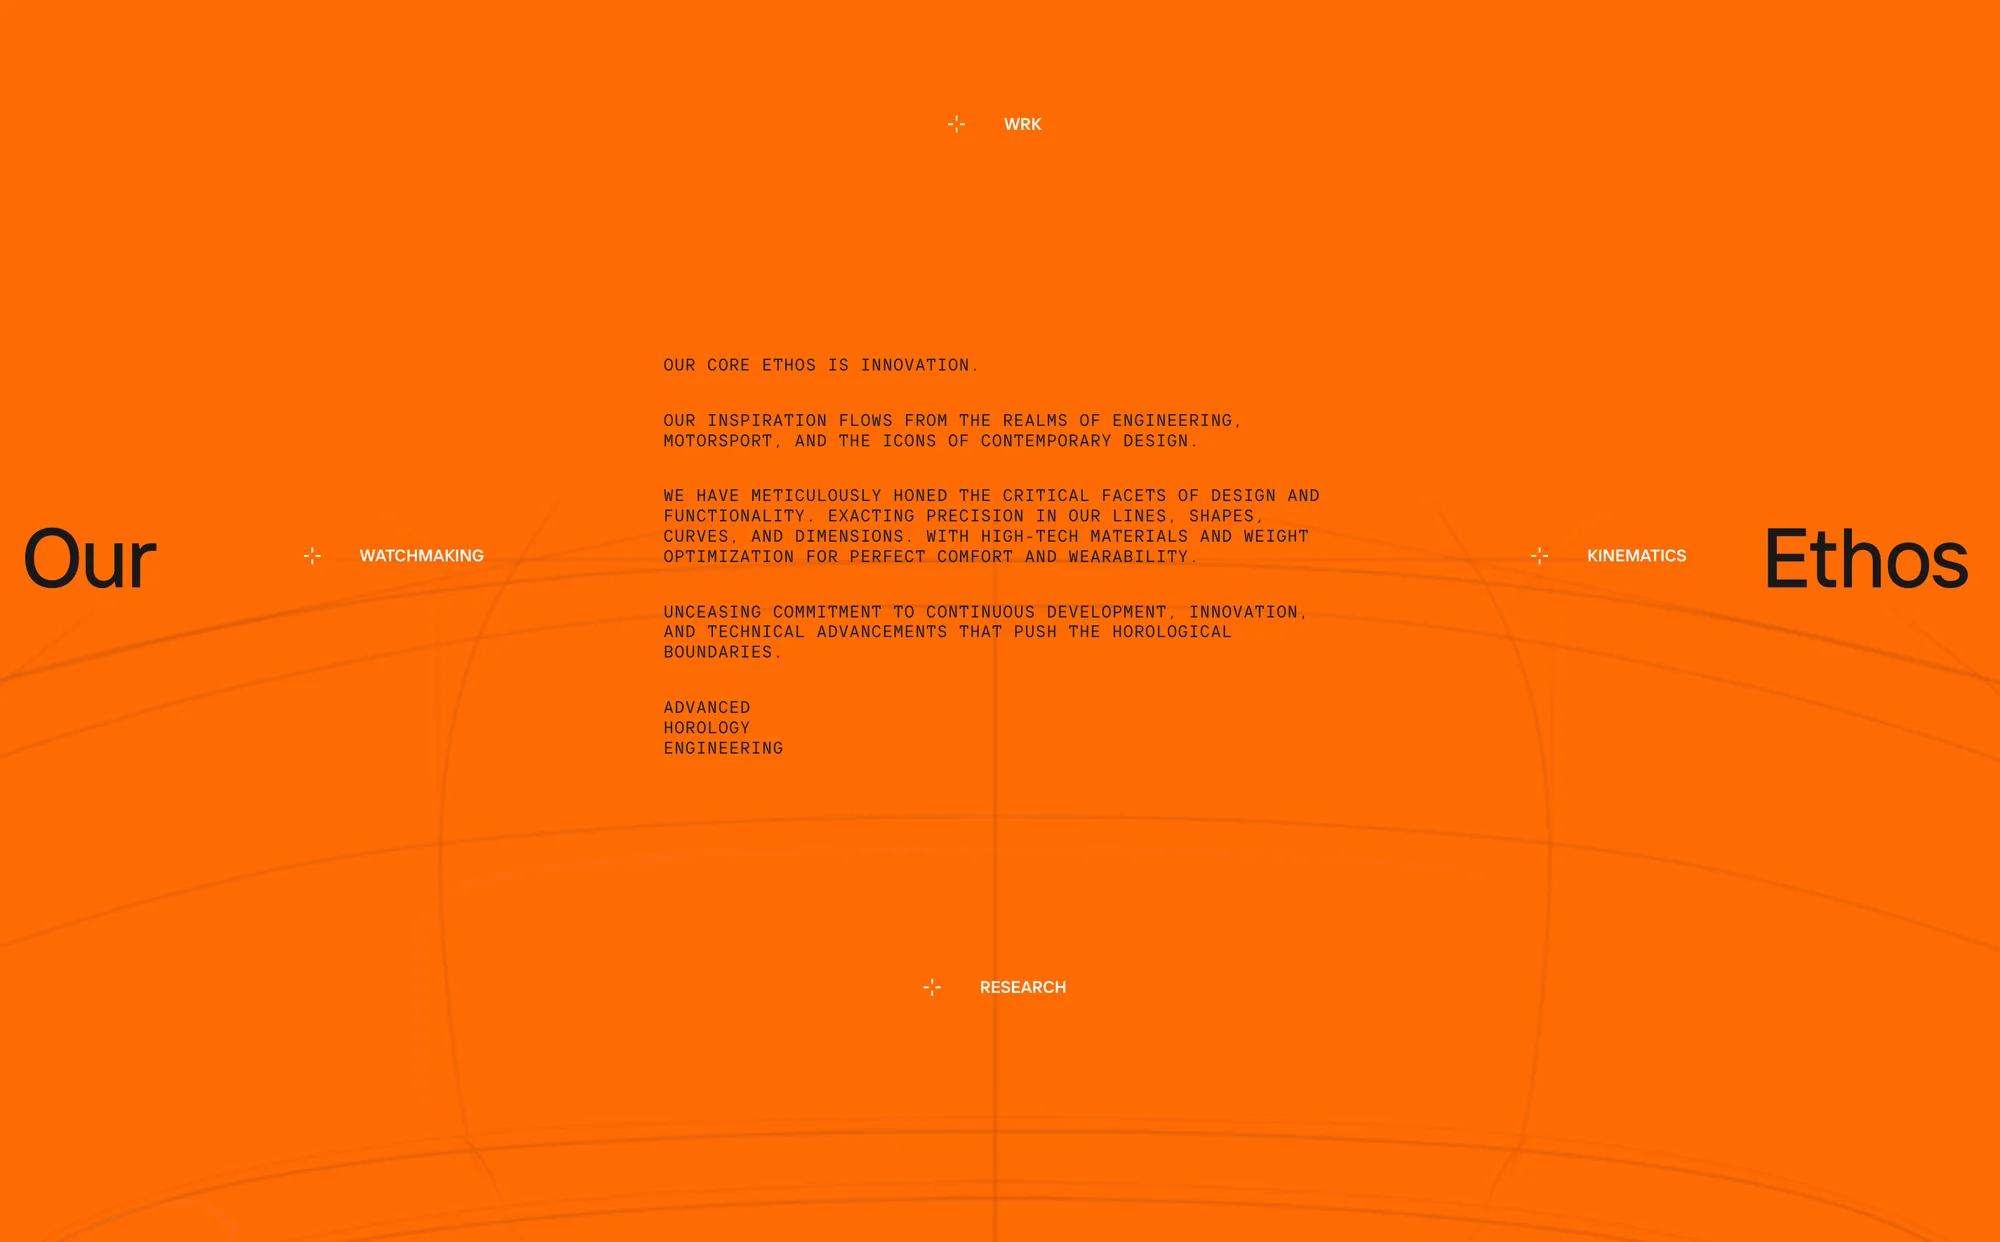 WRK
OUR CORE ETHOS IS INNOVATION.
OUR INSPIRATION FLOWS FROM THE REALMS OF ENGINEERING,
MOTORSPORT, AND THE ICONS OF CONTEMPORARY DESIGN.
WE HAVE METICULOUSLY HONED THE CRITICAL FACETS OF DESIGN AND
FUNCTIONALITY. EXACTING PRECISION IN OUR LINES, SHAPES,
CURVES, AND DIMENSIONS. WITH HIGH-TECH MATERIALS AND WEIGHT
OPTIMIZATION FOR PERFECT COMFORT AND WEARABILITY.
Our
WATCHMAKING
KINEMATICS
Ethos
UNCEASING COMMITMENT TO CONTINUOUS DEVELOPMENT, INNOVATION,
AND TECHNICAL ADVANCEMENTS THAT PUSH THE HOROLOGICAL
BOUNDARIES.
ADVANCED
HOROLOGY
ENGINEERING
RESEARCH